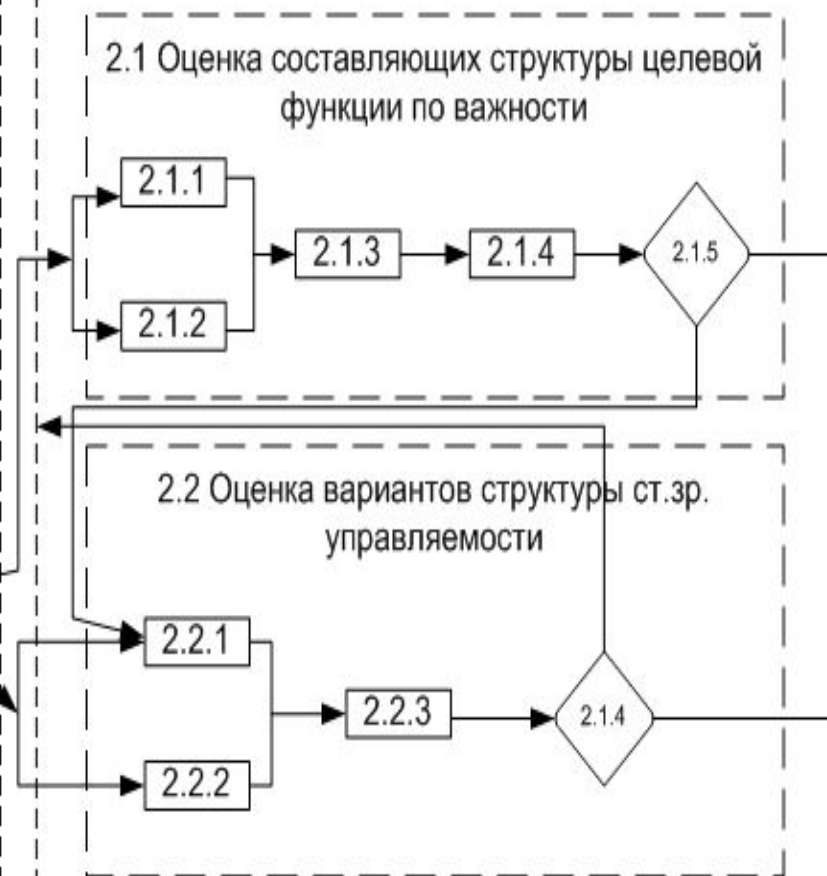 2.1 Оценка составляющих структуры целевой
функции по важности
2.1.1
2.1.2
2.1.3
2.1.4
2.1.5
2.2 Оценка вариантов структуры ст.зр.
управляемости
2.2.1
2.2.2
2.2.3
2.1.4